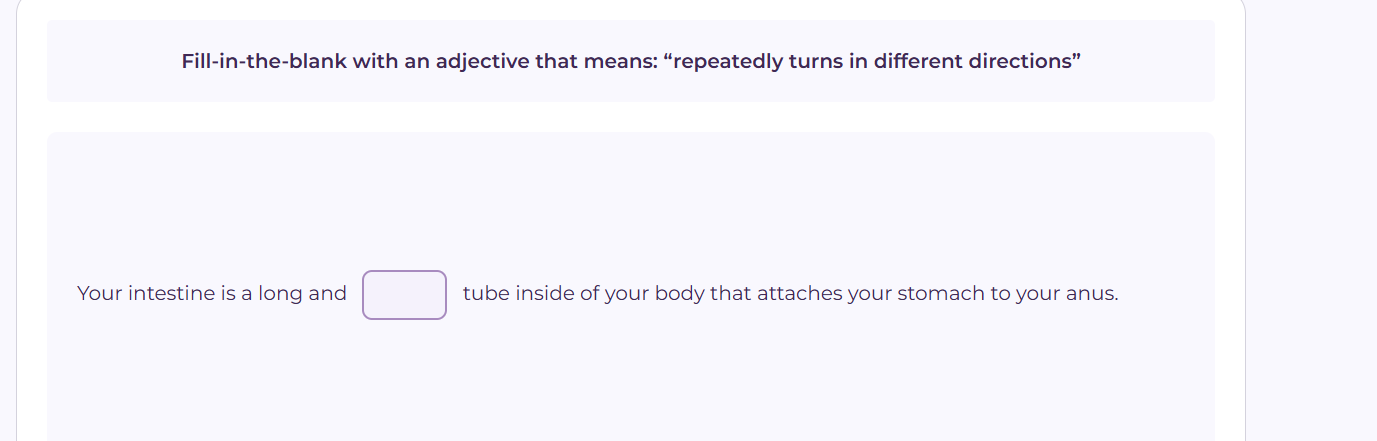 Fill-in-the-blank with an adjective that means: “repeatedly turns in different directions”
Your intestine is a long and tube inside of your body that attaches your stomach to your anus.